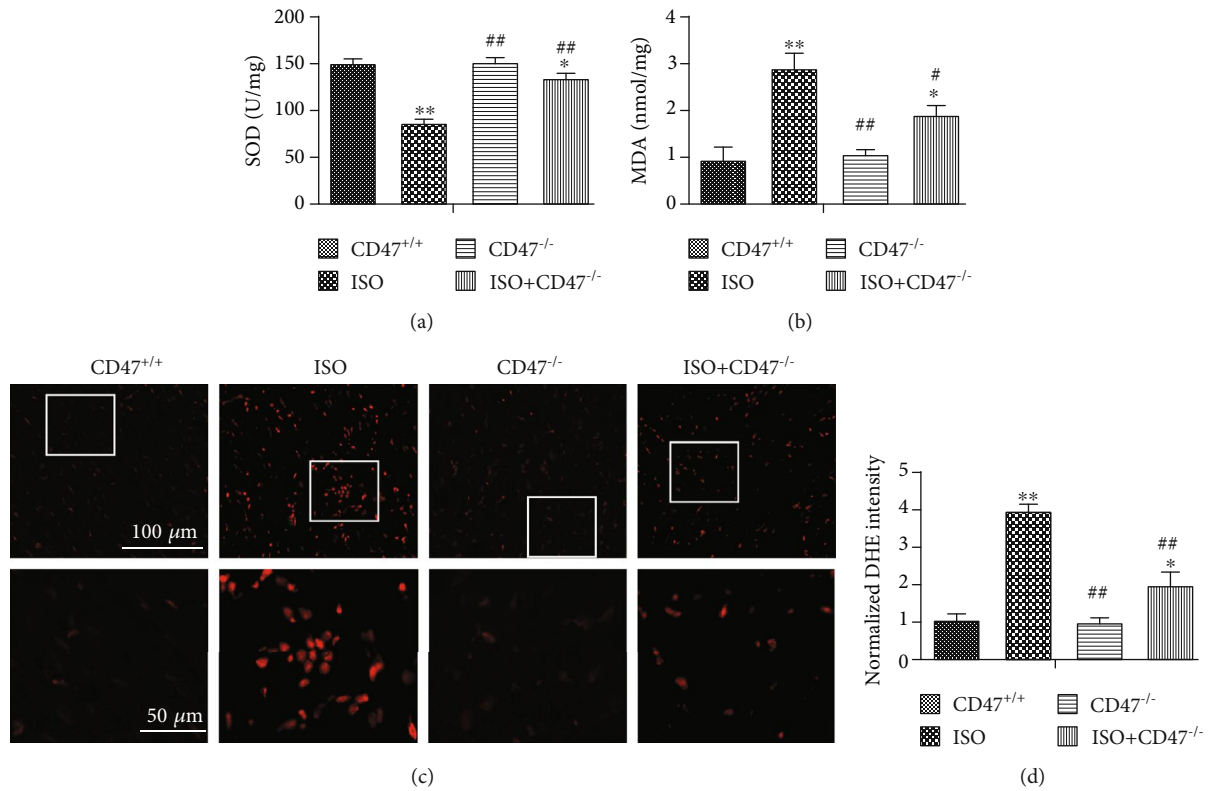 200
150
100
50
0
SOD (U/mg)
**
##
##
*
CD47+/+
CD47-/-
ISO
ISO+CD47-/-
(a)
4
3
2
1
0
MDA (nmol/mg)
**
##
#
*
CD47+/+
CD47-/-
ISO
ISO+CD47-/-
(b)
CD47+/+
ISO
CD47-/-
ISO+CD47-/-
100 μm
50 μm
(c)
5
4
4
2
1
0
Normalized DHE intensity
**
##
##
*
CD47+/+
CD47-/-
ISO
ISO+CD47-/-
(d)